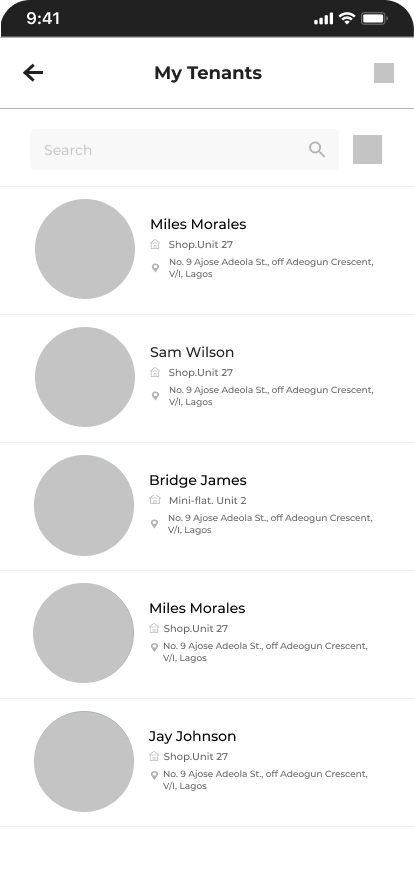 9:41
My Tenants
Search
Miles Morales
Shop.Unit 27
No. 9 Ajose Adeola St., off Adeogun Crescent,
V/I, Lagos
Sam Wilson
Shop.Unit 27
No. 9 Ajose Adeola St., off Adeogun Crescent,
V/I, Lagos
Bridge James
Mini-flat. Unit 2
No. 9 Ajose Adeola St., off Adeogun Crescent,
V/I, Lagos
Miles Morales
Shop.Unit 27
No. 9 Ajose Adeola St., off Adeogun Crescent,
V/I, Lagos
Jay Johnson
Shop.Unit 27
No. 9 Ajose Adeola St., off Adeogun Crescent,
V/I, Lagos